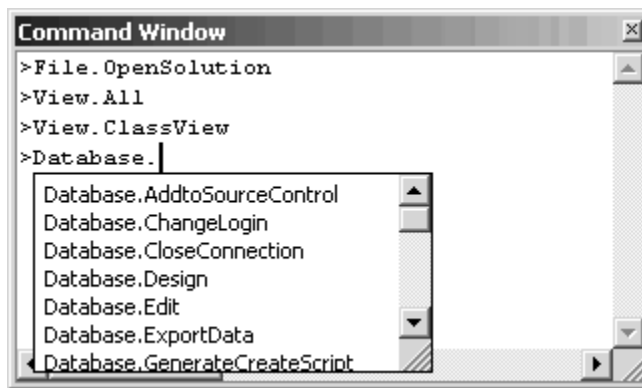 Command Window
>File.OpenSolution
>View.All
>View.ClassView
>Database.
Database.AddtoSourceControl
Database.ChangeLogin
Database.CloseConnection
Database.Design
Database.Edit
Database.ExportData
Database.GenerateCreateScript